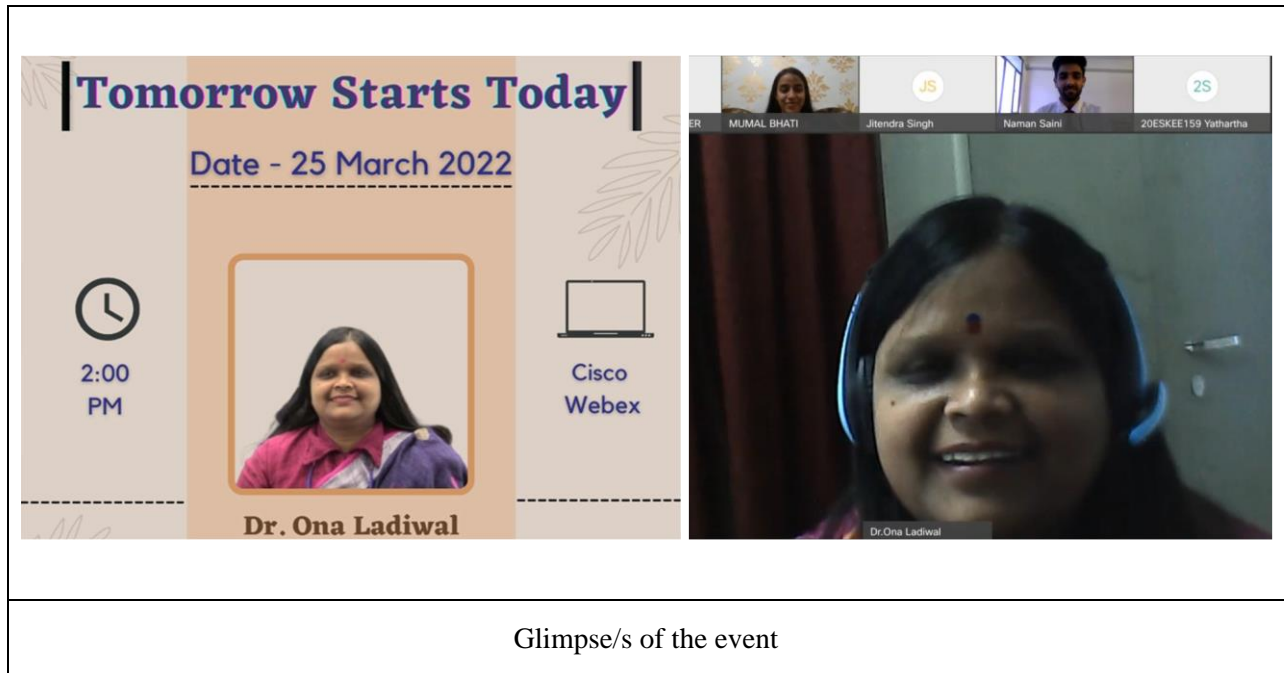 Tomorrow Starts Today
Date - 25 March 2022
2:00
PM
Cisco
Webex
Dr. Ona Ladiwal
ER
MUMAL BHATI
Jitendra Singh
Naman Saini
20ESKEE159 Yathartha
JS
2S
Dr.Ona Ladiwal
Glimpse/s of the event